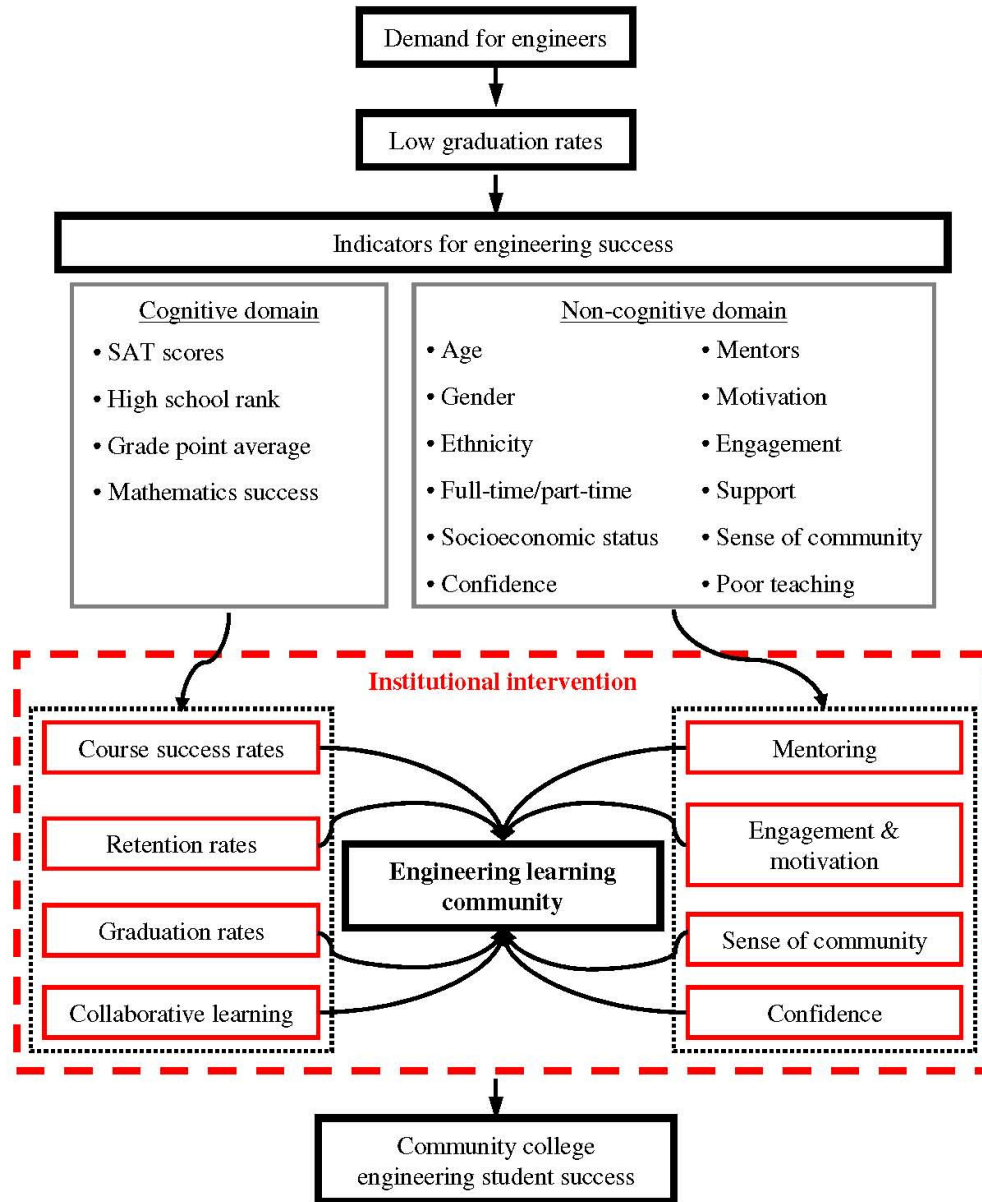 Demand for engineers
Low graduation rates
Indicators for engineering success
Cognitive domain
• SAT scores
• High school rank
• Grade point average
• Mathematics success
Non-cognitive domain
• Age
• Gender
• Ethnicity
• Full-time/part-time
• Socioeconomic status
• Confidence
• Mentors
• Motivation
• Engagement
• Support
• Sense of community
• Poor teaching
Institutional intervention
Course success rates
Retention rates
Graduation rates
Collaborative learning
Engineering learning
community
Mentoring
Engagement &
motivation
Sense of community
Confidence
Community college
engineering student success